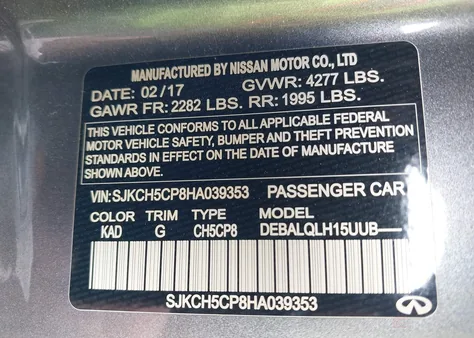 MANUFACTURED BY NISSAN MOTOR CO., LTD
DATE: 02/17 GVWR: 4277 LBS.
GAWR FR: 2282 LBS. RR: 1995 LBS.
THIS VEHICLE CONFORMS TO ALL APPLICABLE FEDERAL
MOTOR VEHICLE SAFETY, BUMPER AND THEFT PREVENTION
STANDARDS IN EFFECT ON THE DATE OF MANUFACTURE
SHOWN ABOVE.
VIN: SJKCH5CP8HA039353 PASSENGER CAR
COLOR TRIM TYPE MODEL
KAD G CH5CP8 DEBALQLH15UUB—
SJKCH5CP8HA039353